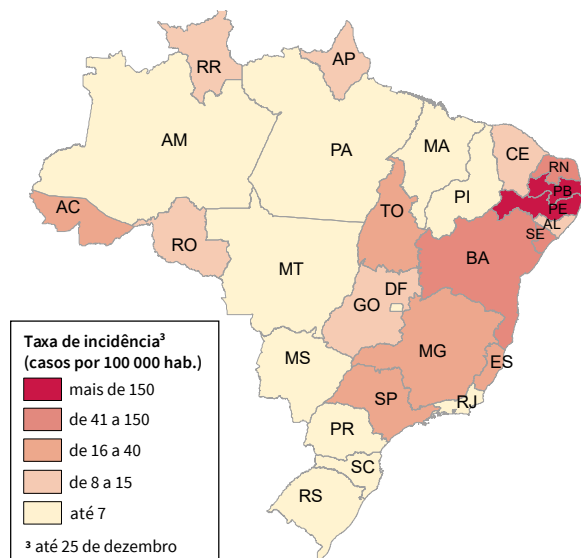 RR
AP
AM
PA
MA
CE
RN
PB
PE
AL
SE
PI
TO
AC
RO
MT
BA
DF
GO
MG
ES
MS
SP
RJ
PR
SC
RS
Taxa de incidência³
(casos por 100 000 hab.)
mais de 150
de 41 a 150
de 16 a 40
de 8 a 15
até 7
³ até 25 de dezembro